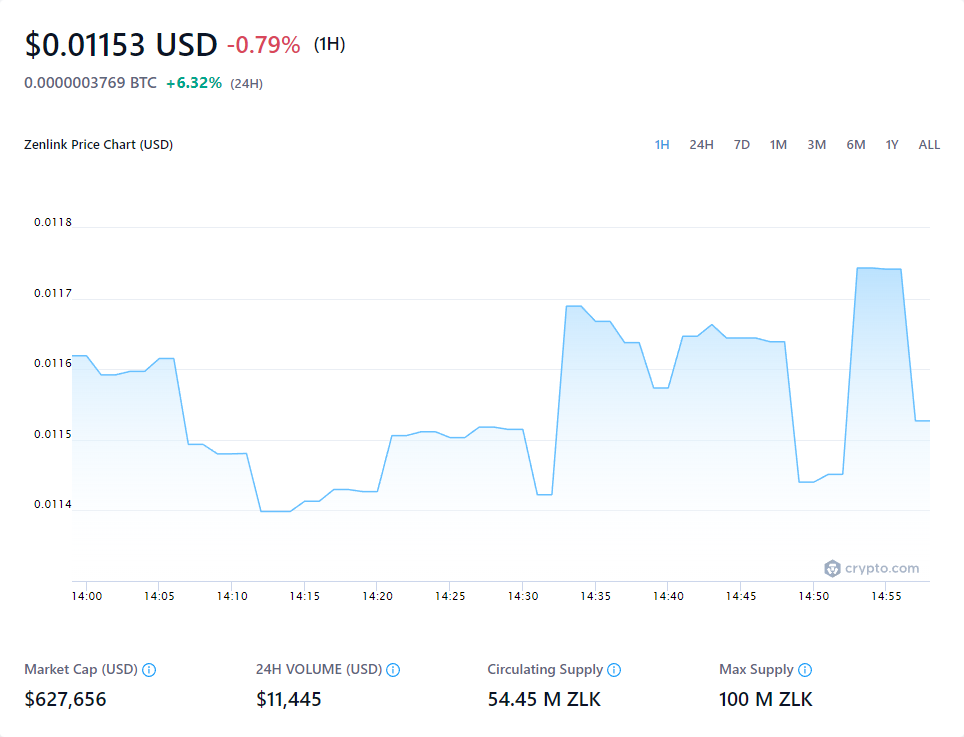 $0.01153 USD -0.79% (1H)
0.0000003769 BTC +6.32% (24H)
Zenlink Price Chart (USD) 1H 24H 7D 1M 3M 6M 1Y ALL
0.0118
0.0117
0.0116
0.0115
0.0114
crypto.com
14:00 14:05 14:10 14:15 14:20 14:25 14:30 14:35 14:40 14:45 14:50 14:55
Market Cap (USD) 24H VOLUME (USD) Circulating Supply Max Supply
$627,656 $11,445 54.45 M ZLK 100 M ZLK